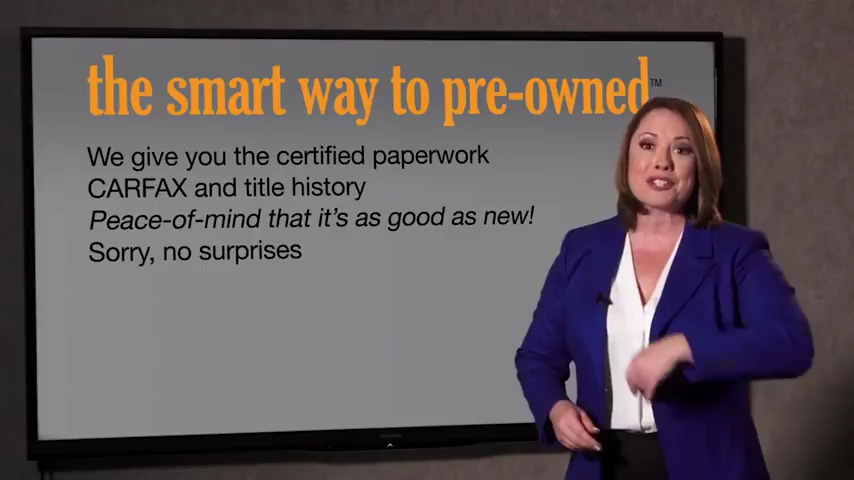 the smart way to pre-owned™
We give you the certified paperwork
CARFAX and title history
Peace-of-mind that it's as good as new!
Sorry, no surprises